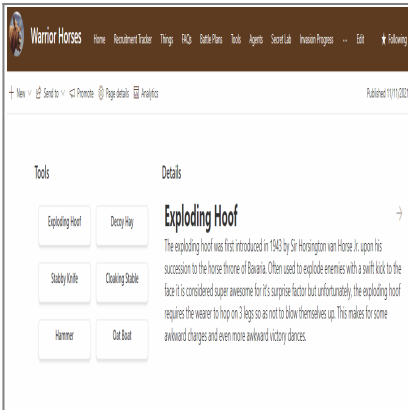 Warrior Horses
Home Recruitment Tracker Things FAQs Battle Plans Tools Agents Secret Lab Invasion Progress ... Edit Following
New Send to Promote Page details Analytics Published 11/11/2021
Tools Details
Exploding Hoof Decoy Hay
Stabby Knife Cloaking Stable
Hammer Oat Boat
Exploding Hoof
The exploding hoof was first introduced in 1943 by Sir Horsington van Horse Jr. upon his
succession to the horse throne of Bavaria. Often used to explode enemies with a swift kick to the
face it is considered super awesome for it's surprise factor but unfortunately, the exploding hoof
requires the wearer to hop on 3 legs so as not to blow themselves up. This makes for some
awkward charges and even more awkward victory dances.